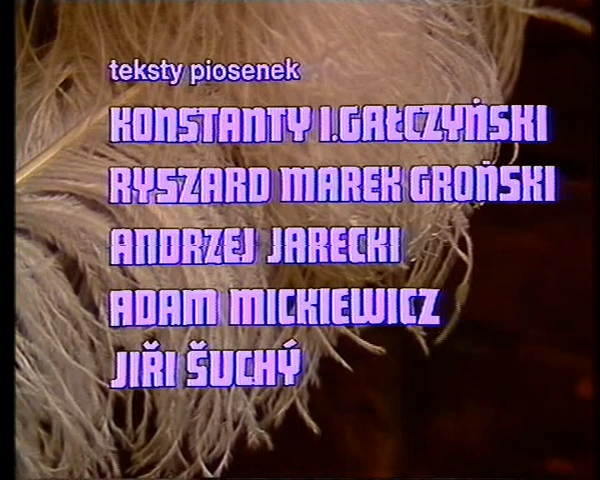 teksty piosenek
KONSTANTY I.GAŁCZYŃSKI
RYSZARD MAREK GROŃSKI
ANDRZEJ JARECKI
ADAM MICKIEWICZ
JIŘI ŠUCHÝ